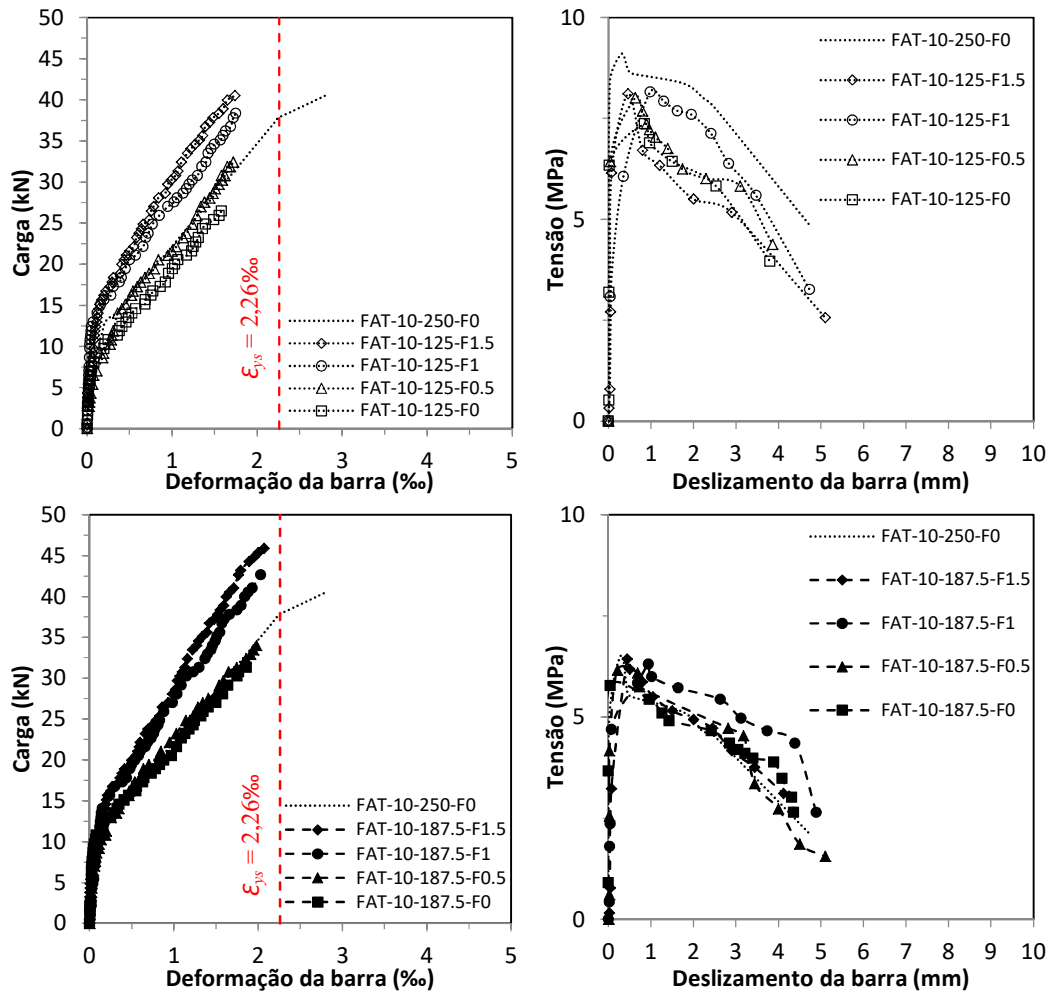 50
45
40
35
30
25
20
15
10
5
0
Carga (kN)
εys = 2,26‰
FAT-10-250-F0
FAT-10-125-F1.5
FAT-10-125-F1
FAT-10-125-F0.5
FAT-10-125-F0
0 1 2 3 4 5
Deformação da barra (‰)
10
5
0
Tensão (MPa)
FAT-10-250-F0
FAT-10-125-F1.5
FAT-10-125-F1
FAT-10-125-F0.5
FAT-10-125-F0
0 1 2 3 4 5 6 7 8 9 10
Deslizamento da barra (mm)
50
45
40
35
30
25
20
15
10
5
0
Carga (kN)
εys = 2,26‰
FAT-10-250-F0
FAT-10-187.5-F1.5
FAT-10-187.5-F1
FAT-10-187.5-F0.5
FAT-10-187.5-F0
0 1 2 3 4 5
Deformação da barra (‰)
10
5
0
Tensão (MPa)
FAT-10-250-F0
FAT-10-187.5-F1.5
FAT-10-187.5-F1
FAT-10-187.5-F0.5
FAT-10-187.5-F0
0 1 2 3 4 5 6 7 8 9 10
Deslizamento da barra (mm)